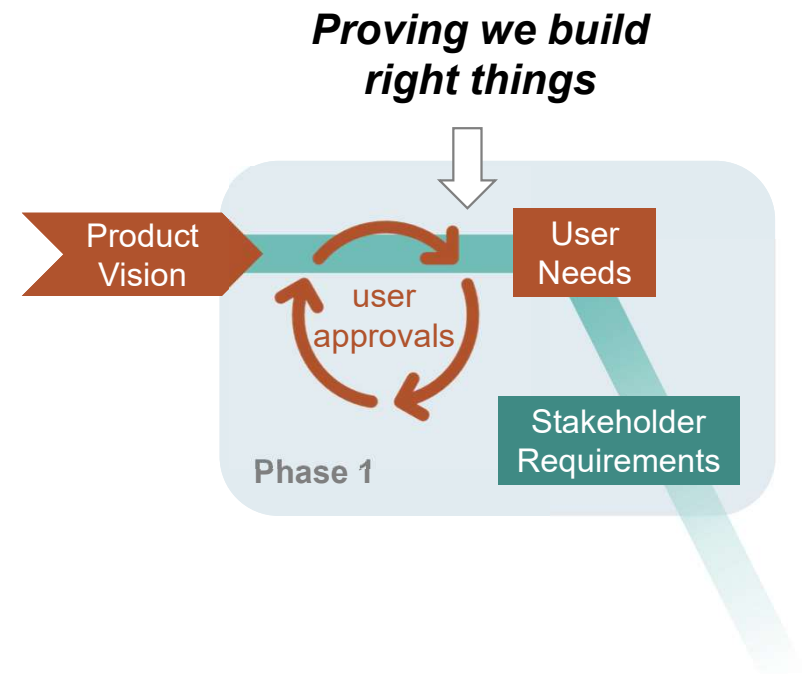 Proving we build
right things
Product
Vision
User
Needs
user
approvals
Stakeholder
Requirements
Phase 1